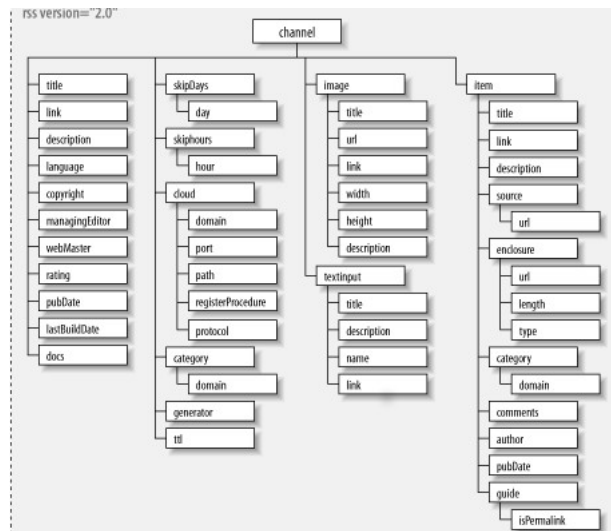 rss version="2.0"
channel
title
link
description
language
copyright
managingEditor
webMaster
rating
pubDate
lastBuildDate
docs
skipDays
day
skiphours
hour
cloud
domain
port
path
registerProcedure
protocol
category
domain
generator
ttl
image
title
url
link
width
height
description
textinput
title
description
name
link
item
title
link
description
source
url
enclosure
url
length
type
category
domain
comments
author
pubDate
guide
isPermalink